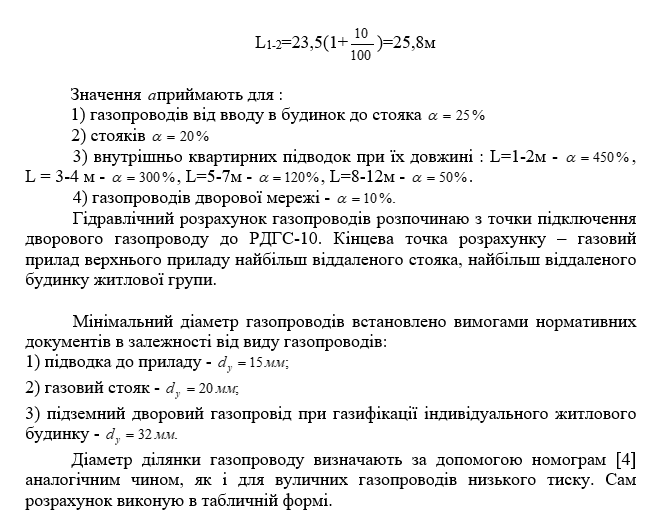 L1-2=23,5(1+10/100)=25,8м
Значення αприймають для :
1) газопроводів від вводу в будинок до стояка α = 25%
2) стояків α = 20%
3) внутрішньо квартирних підводок при їх довжині : L=1-2м - α = 450%,
L = 3-4 м - α = 300%, L=5-7м - α = 120%, L=8-12м - α = 50%.
4) газопроводів дворової мережі - α = 10%.
Гідравлічний розрахунок газопроводів розпочинаю з точки підключення
дворового газопроводу до РДГС-10. Кінцева точка розрахунку – газовий
прилад верхнього приладу найбільш віддаленого стояка, найбільш віддаленого
будинку житлової групи.
Мінімальний діаметр газопроводів встановлено вимогами нормативних
документів в залежності від виду газопроводів:
1) підводка до приладу - dу = 15мм;
2) газовий стояк - dу = 20мм;
3) підземний дворовий газопровід при газифікації індивідуального житлового
будинку - dу = 32мм.
Діаметр ділянки газопроводу визначають за допомогою номограм [4]
аналогічним чином, як і для вуличних газопроводів низького тиску. Сам
розрахунок виконую в табличній формі.